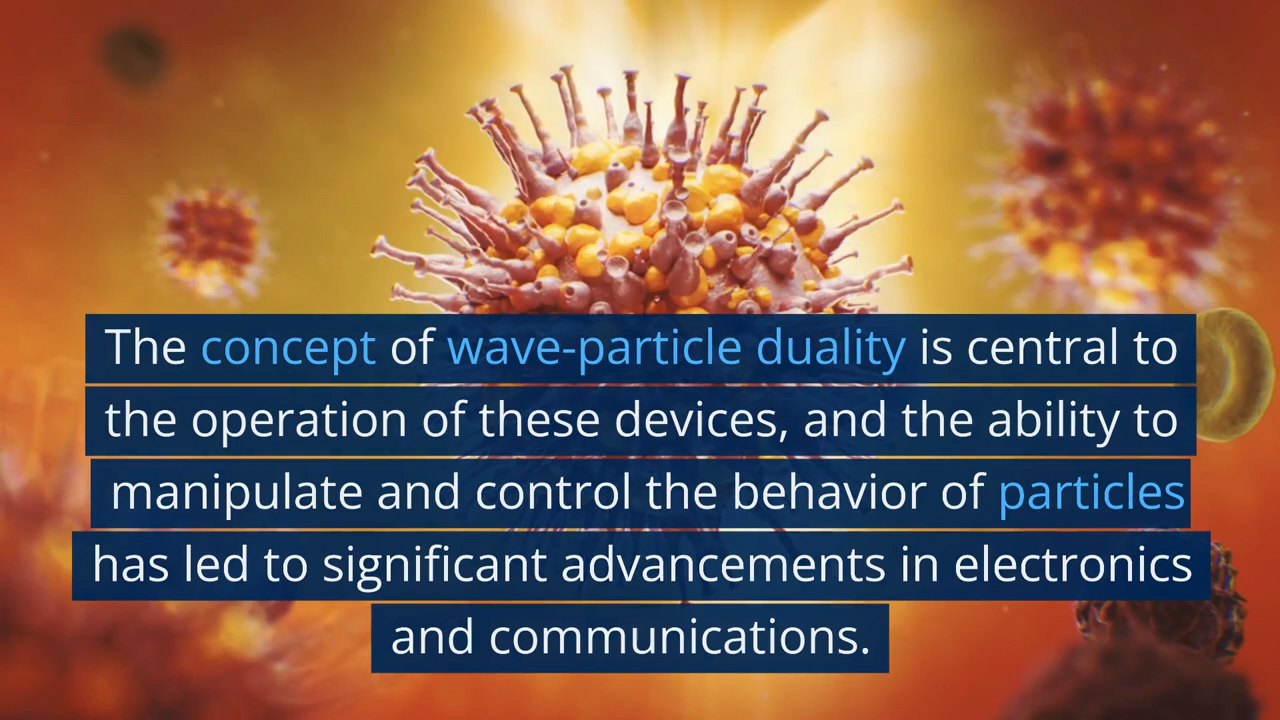 The concept of wave-particle duality is central to
the operation of these devices, and the ability to
manipulate and control the behavior of particles
has led to significant advancements in electronics
and communications.